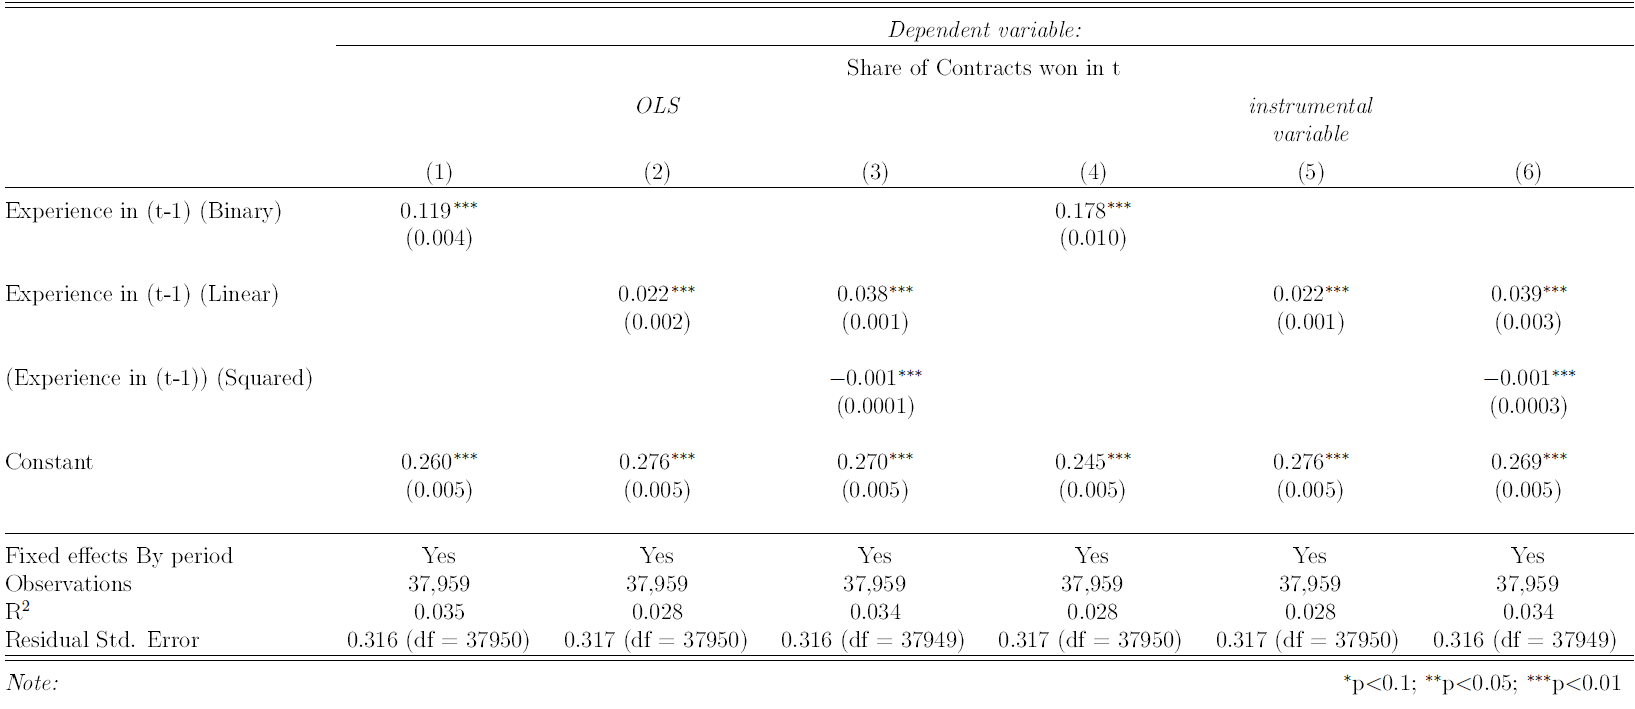 Dependent variable:
Share of Contracts won in t
OLS instrumental
variable
(1) (2) (3) (4) (5) (6)
Experience in (t-1) (Binary) 0.119*** 0.178***
(0.004) (0.010)
Experience in (t-1) (Linear) 0.022*** 0.038*** 0.022*** 0.039***
(0.002) (0.001) (0.001) (0.003)
(Experience in (t-1)) (Squared) −0.001*** −0.001***
(0.0001) (0.0003)
Constant 0.260*** 0.276*** 0.270*** 0.245*** 0.276*** 0.269***
(0.005) (0.005) (0.005) (0.005) (0.005) (0.005)
Fixed effects By period Yes Yes Yes Yes Yes Yes
Observations 37,959 37,959 37,959 37,959 37,959 37,959
R² 0.035 0.028 0.034 0.028 0.028 0.034
Residual Std. Error 0.316 (df = 37950) 0.317 (df = 37950) 0.316 (df = 37949) 0.317 (df = 37950) 0.317 (df = 37950) 0.316 (df = 37949)
Note: *p<0.1; **p<0.05; ***p<0.01